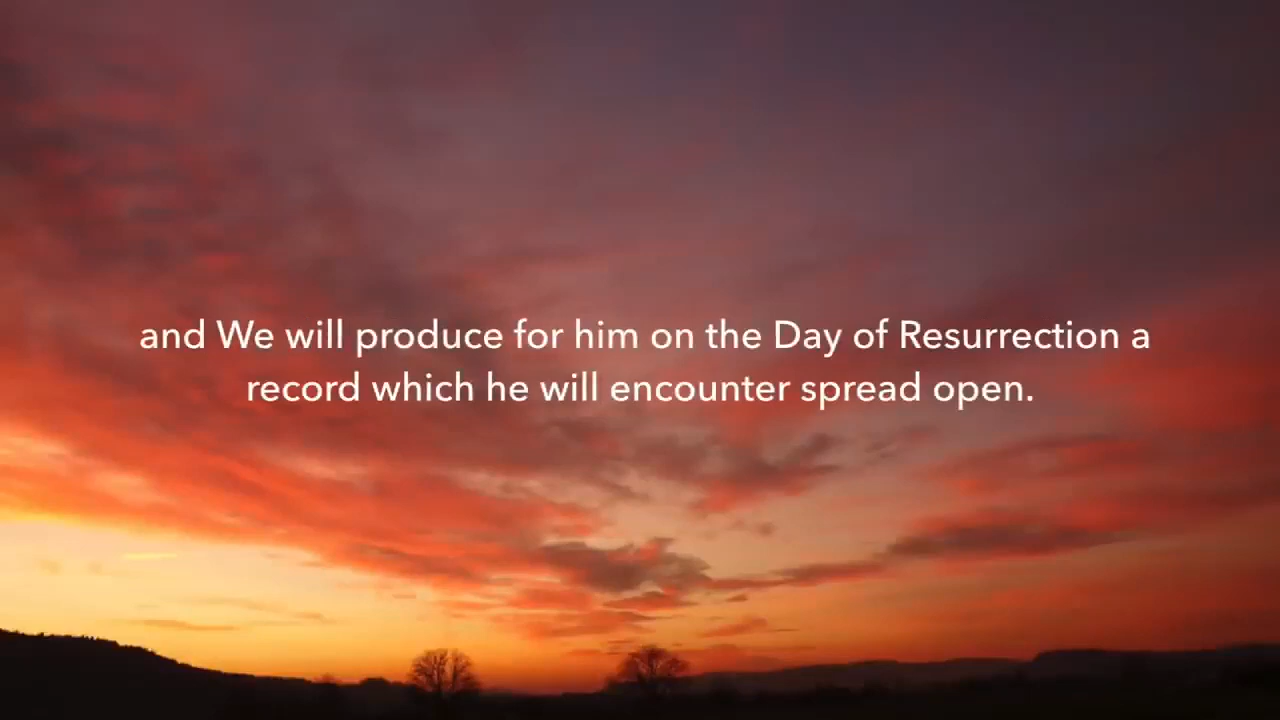 and We will produce for him on the Day of Resurrection a
record which he will encounter spread open.